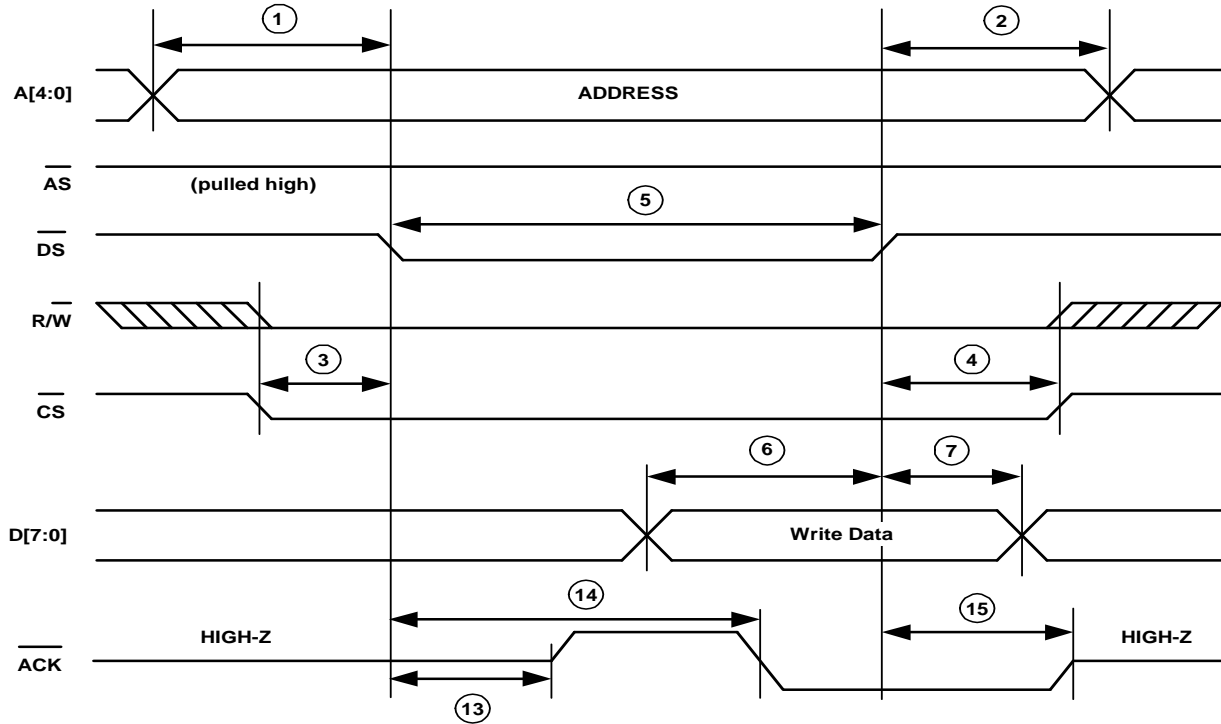 1
2
A[4:0]
ADDRESS
AS
(pulled high)
5
DS
R/W
3
4
CS
6
7
D[7:0]
Write Data
14
15
HIGH-Z
HIGH-Z
ACK
13